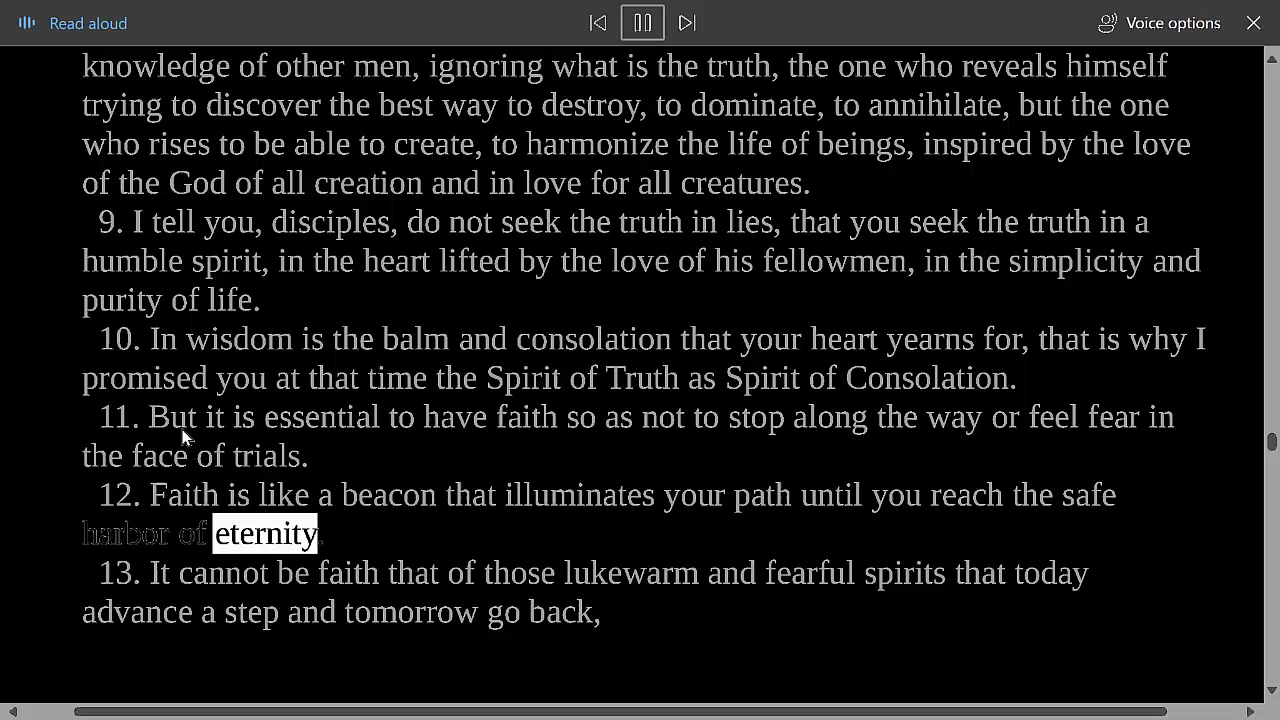 Read aloud
Voice options
knowledge of other men, ignoring what is the truth, the one who reveals himself
trying to discover the best way to destroy, to dominate, to annihilate, but the one
who rises to be able to create, to harmonize the life of beings, inspired by the love
of the God of all creation and in love for all creatures.
9. I tell you, disciples, do not seek the truth in lies, that you seek the truth in a
humble spirit, in the heart lifted by the love of his fellowmen, in the simplicity and
purity of life.
10. In wisdom is the balm and consolation that your heart yearns for, that is why I
promised you at that time the Spirit of Truth as Spirit of Consolation.
11. But it is essential to have faith so as not to stop along the way or feel fear in
the face of trials.
12. Faith is like a beacon that illuminates your path until you reach the safe
harbor of eternity.
13. It cannot be faith that of those lukewarm and fearful spirits that today
advance a step and tomorrow go back,